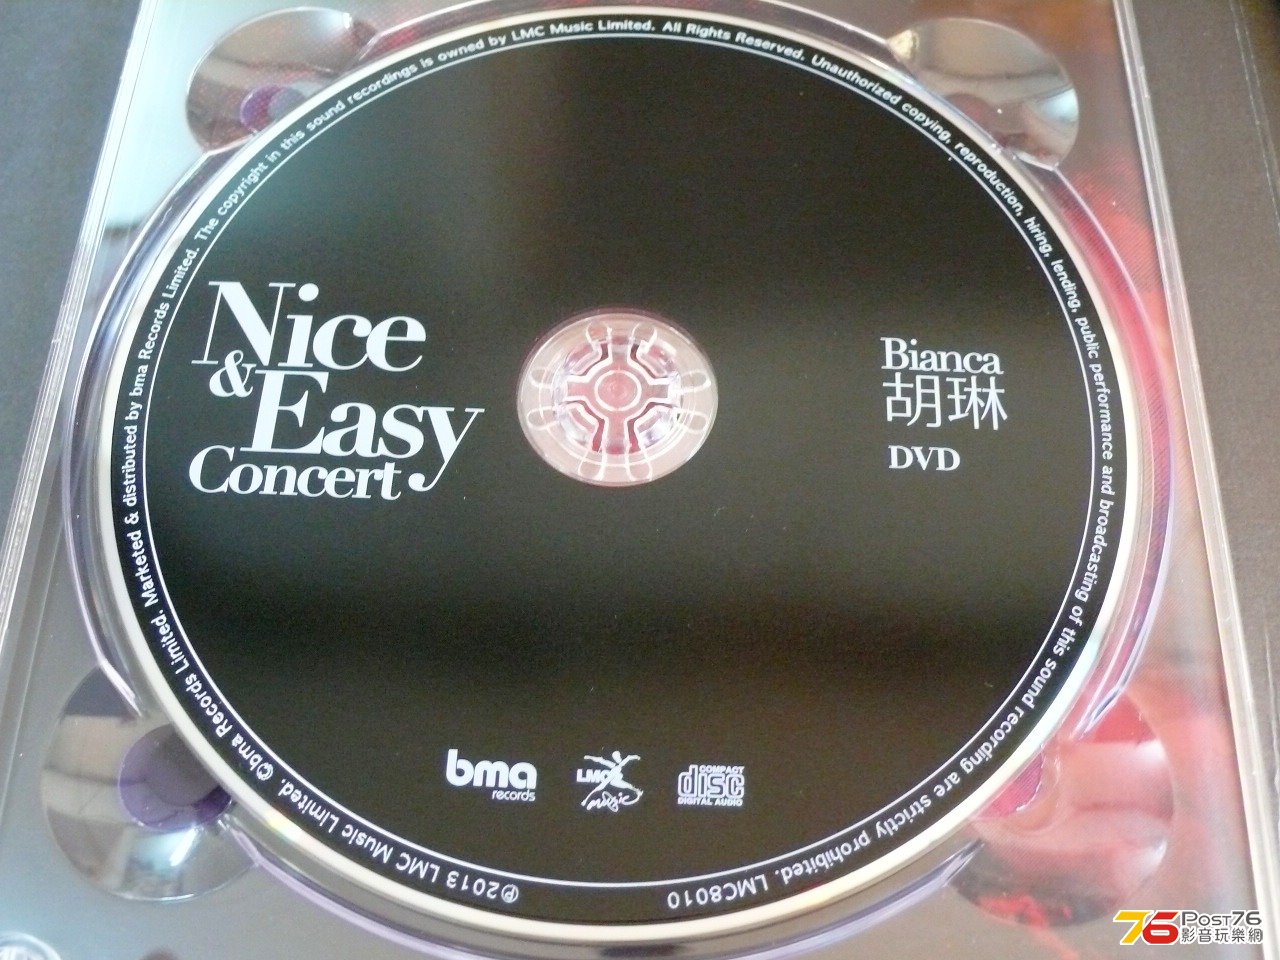 Nice
& Easy
Concert
Bianca
胡琳
DVD
bma
records
LMC
music
COMPACT
disc
DIGITAL AUDIO
℗2013 LMC Music Limited. ©bma Records Limited. Marketed & distributed by bma Records Limited. The copyright in this sound recordings is owned by LMC Music Limited. All Rights Reserved. Unauthorized copying, reproduction, hiring, lending, public performance and broadcasting of this sound recording are strictly prohibited. LMC8010
76 POST76
影音玩樂網